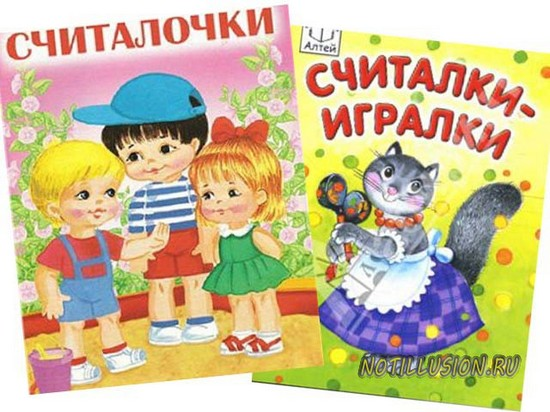 СЧИТАЛОЧКИ
Алтей
СЧИТАЛКИ-
ИГРАЛКИ
NOTILLUSION.RU